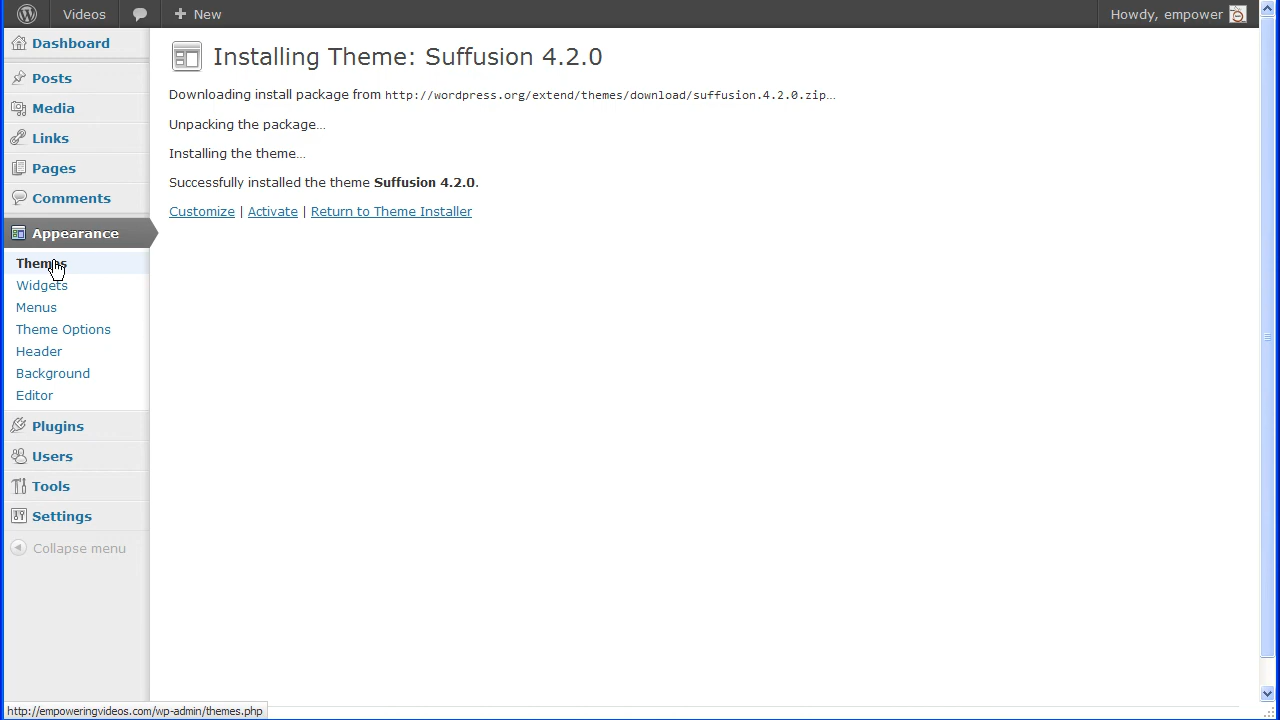 Videos
New
Howdy, empower
Dashboard
Posts
Media
Links
Pages
Comments
Appearance
Themes
Widgets
Menus
Theme Options
Header
Background
Editor
Plugins
Users
Tools
Settings
Collapse menu
Installing Theme: Suffusion 4.2.0
Downloading install package from http://wordpress.org/extend/themes/download/suffusion.4.2.0.zip…
Unpacking the package…
Installing the theme…
Successfully installed the theme Suffusion 4.2.0.
Customize | Activate | Return to Theme Installer
http://empoweringvideos.com/wp-admin/themes.php